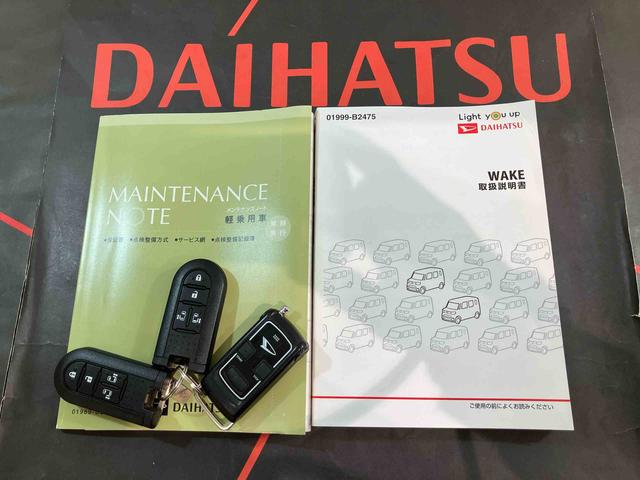 DAIHATSU
01999-B2475
Light you up
DAIHATSU
WAKE
取扱説明書
MAINTENANCE
NOTE
メンテナンスノート
軽乗用車
●保証書 ●点検整備方式 ●サービス網 ●点検整備記録簿
DAIHATSU
ご使用の前によくお読みください